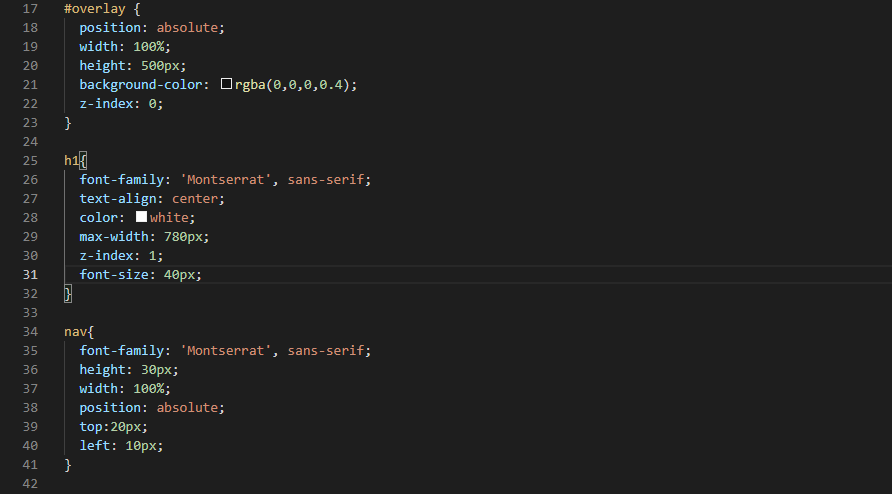 17 #overlay {
18 position: absolute;
19 width: 100%;
20 height: 500px;
21 background-color: rgba(0,0,0,0.4);
22 z-index: 0;
23 }
24
25 h1{
26 font-family: 'Montserrat', sans-serif;
27 text-align: center;
28 color: white;
29 max-width: 780px;
30 z-index: 1;
31 font-size: 40px;
32 }
33
34 nav{
35 font-family: 'Montserrat', sans-serif;
36 height: 30px;
37 width: 100%;
38 position: absolute;
39 top:20px;
40 left: 10px;
41 }
42